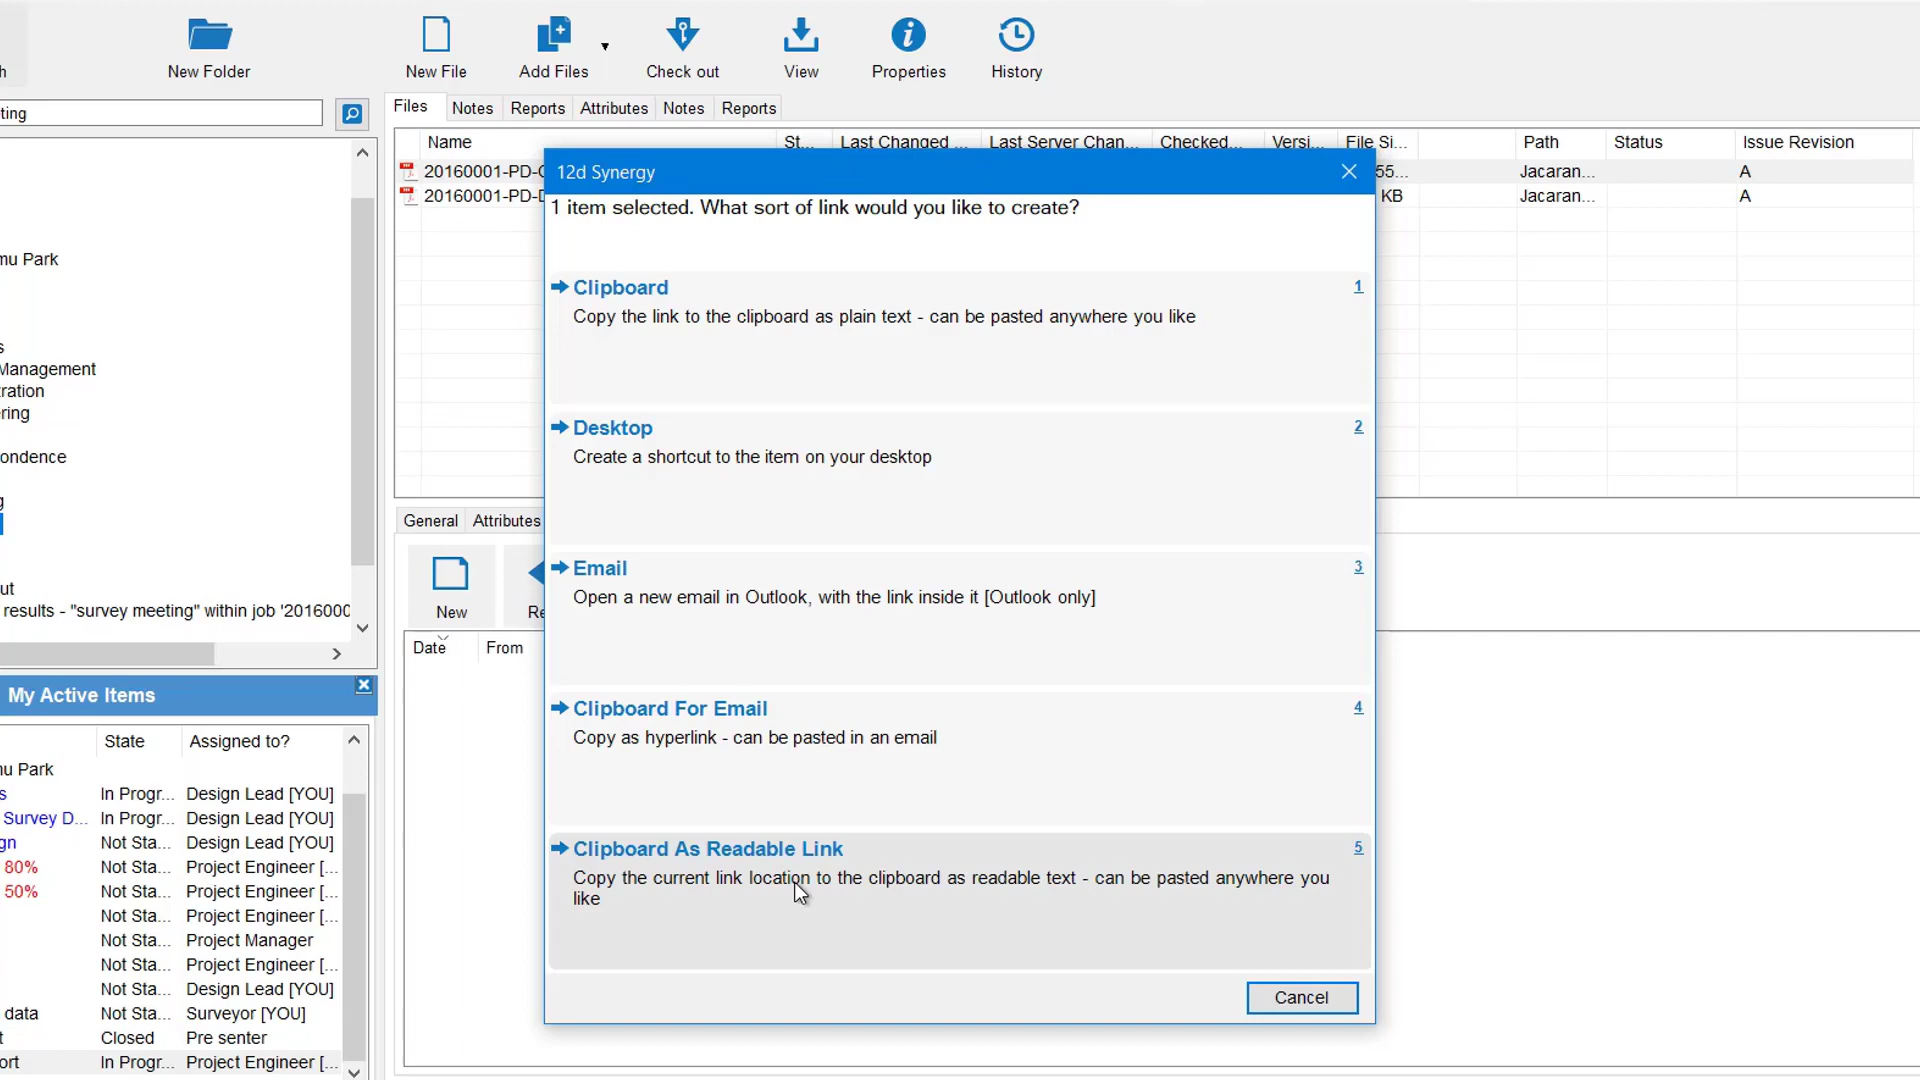 h
New Folder
New File
Add Files
Check out
View
Properties
History
ting
Files
Notes
Reports
Attributes
Notes
Reports
Name
St...
Last Changed ...
Last Server Chan...
Checked...
Versi...
File Si...
Path
Status
Issue Revision
20160001-PD-
55...
Jacaran...
A
20160001-PD-
KB
Jacaran...
A
mu Park
s
Management
ration
ring
ondence
g
ut
results - "survey meeting" within job '2016000
My Active Items
State
Assigned to?
u Park
s
In Progr...
Design Lead [YOU]
Survey D...
In Progr...
Design Lead [YOU]
gn
Not Sta...
Design Lead [YOU]
80%
Not Sta...
Project Engineer [...
50%
Not Sta...
Project Engineer [...
Not Sta...
Project Engineer [...
Not Sta...
Project Manager
Not Sta...
Project Engineer [...
Not Sta...
Design Lead [YOU]
data
Not Sta...
Surveyor [YOU]
t
Closed
Pre senter
ort
In Progr...
Project Engineer [...
General
Attributes
New
Re
Date
From
12d Synergy
1 item selected. What sort of link would you like to create?
Clipboard
1
Copy the link to the clipboard as plain text - can be pasted anywhere you like
Desktop
2
Create a shortcut to the item on your desktop
Email
3
Open a new email in Outlook, with the link inside it [Outlook only]
Clipboard For Email
4
Copy as hyperlink - can be pasted in an email
Clipboard As Readable Link
5
Copy the current link location to the clipboard as readable text - can be pasted anywhere you
like
Cancel